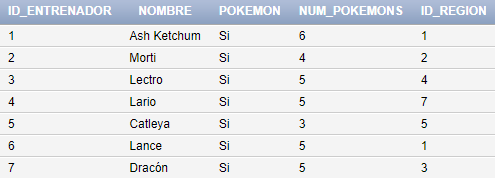 ID_ENTRENADOR NOMBRE POKEMON NUM_POKEMONS ID_REGION
1 Ash Ketchum Si 6 1
2 Morti Si 4 2
3 Lectro Si 5 4
4 Lario Si 5 7
5 Catleya Si 3 5
6 Lance Si 5 1
7 Dracón Si 5 3